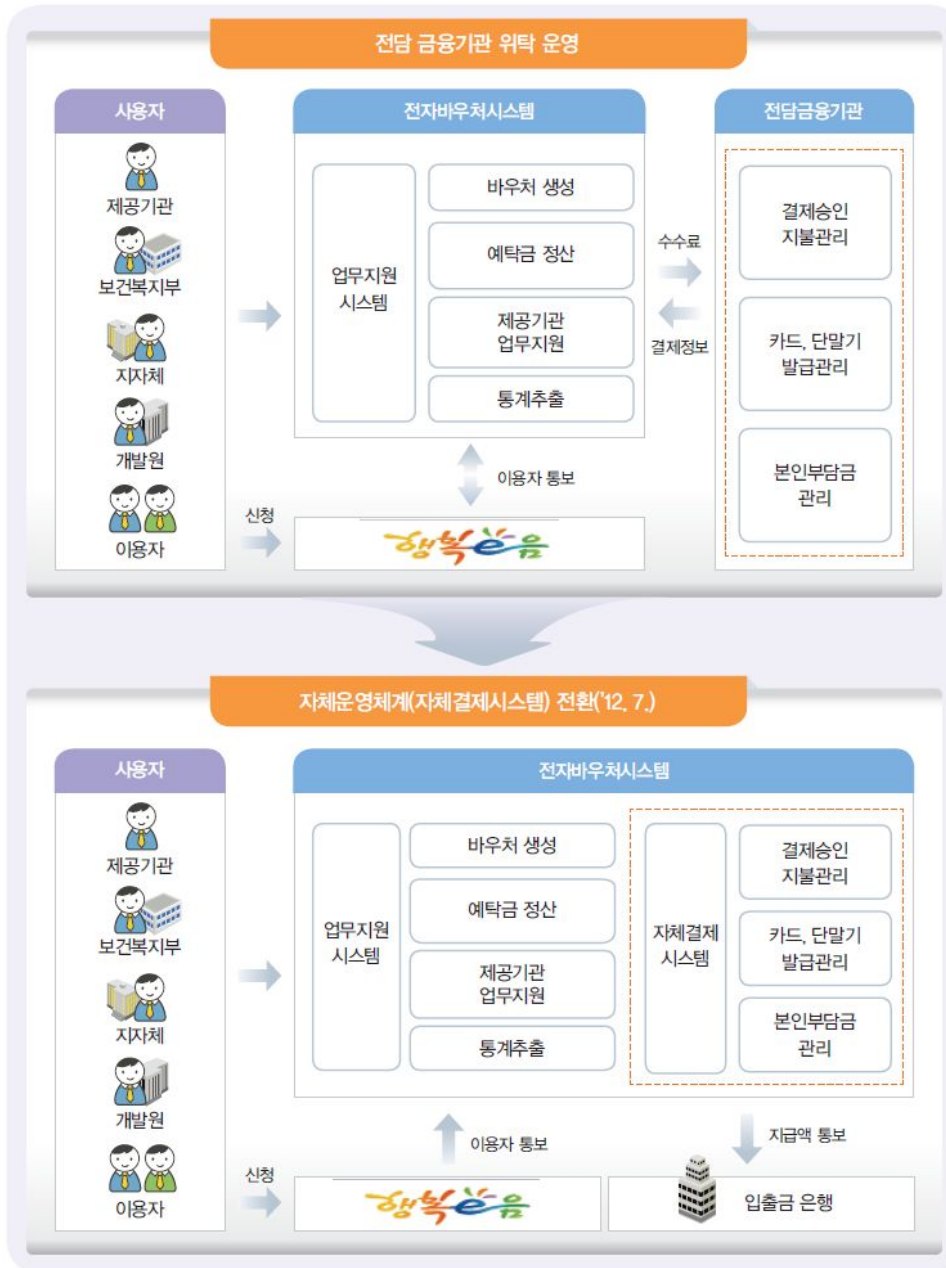 전담 금융기관 위탁 운영
사용자
제공기관
보건복지부
지자체
개발원
이용자
신청
전자바우처시스템
업무지원
시스템
바우처 생성
예탁금 정산
제공기관
업무지원
통계추출
이용자 통보
행복e음
수수료
결제정보
전담금융기관
결제승인
지불관리
카드, 단말기
발급관리
본인부담금
관리
자체운영체계(자체결제시스템) 전환('12. 7.)
사용자
제공기관
보건복지부
지자체
개발원
이용자
신청
전자바우처시스템
업무지원
시스템
바우처 생성
예탁금 정산
제공기관
업무지원
통계추출
자체결제
시스템
결제승인
지불관리
카드, 단말기
발급관리
본인부담금
관리
이용자 통보
행복e음
지급액 통보
입출금 은행